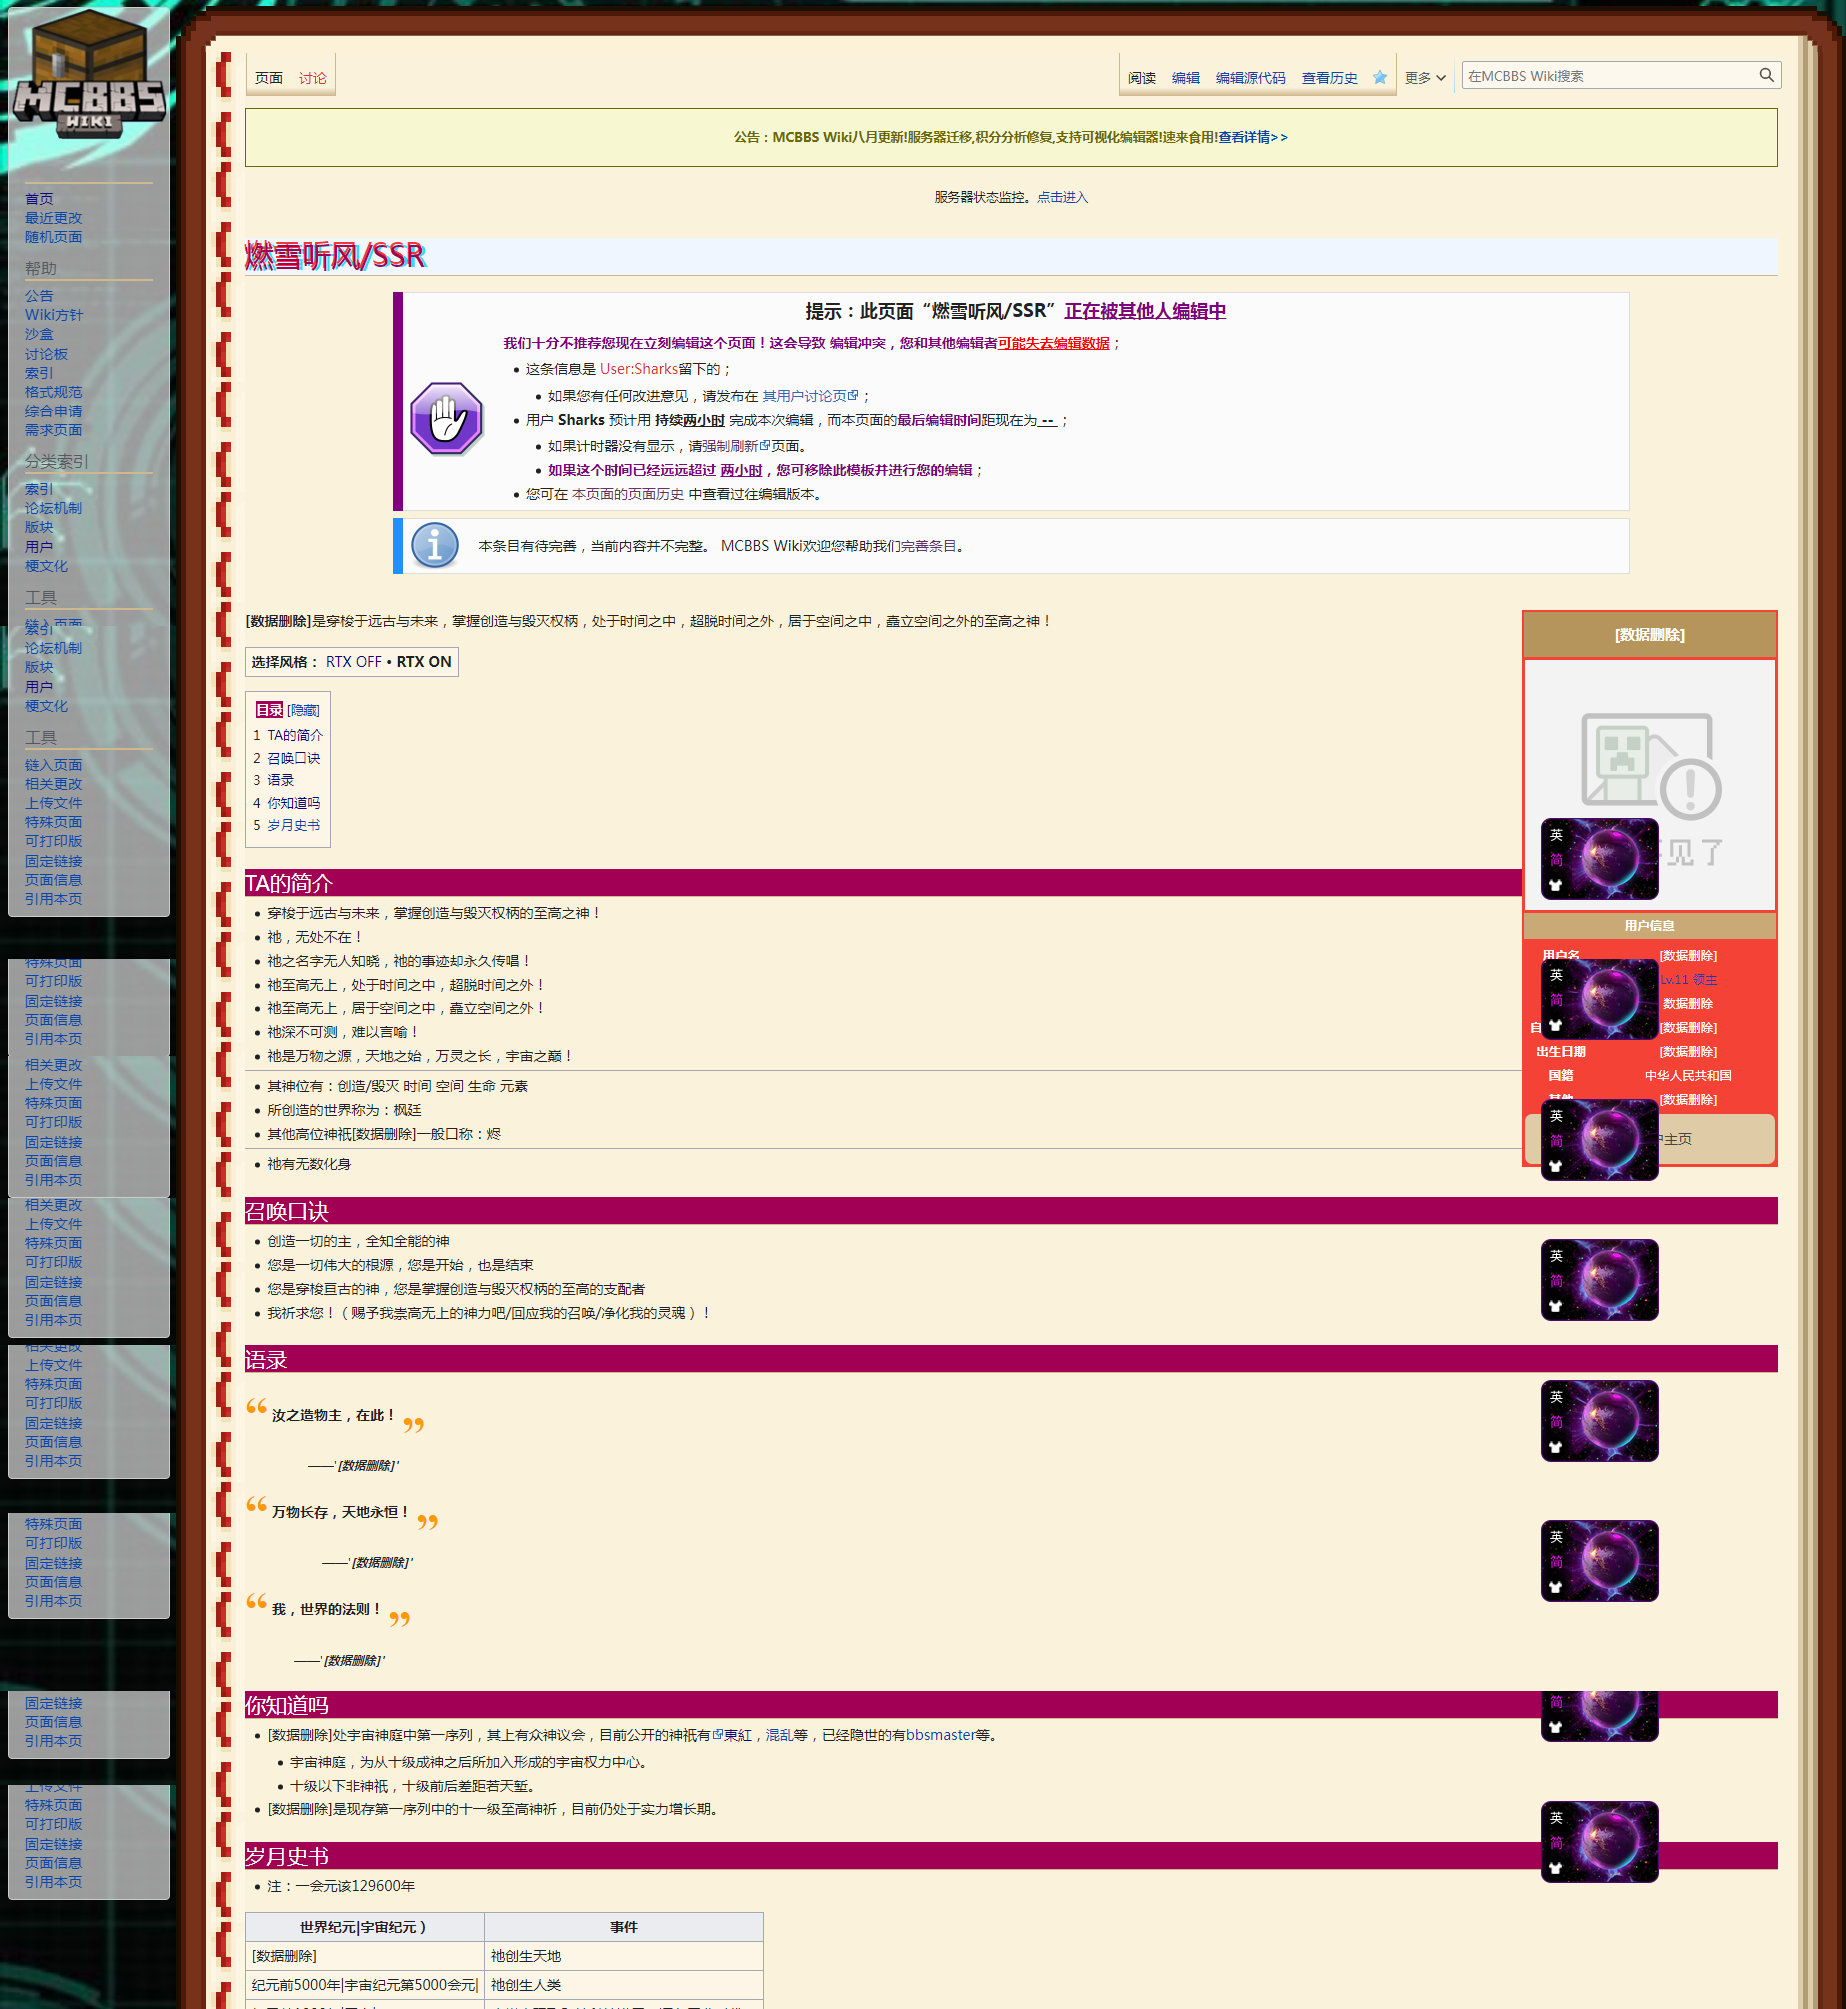 MCBBS
WIKI
首页
最近更改
随机页面
帮助
公告
Wiki方针
沙盒
讨论板
索引
格式规范
综合申请
需求页面
分类索引
索引
论坛机制
版块
用户
梗文化
工具
链入页面
索引
论坛机制
版块
用户
梗文化
工具
链入页面
相关更改
上传文件
特殊页面
可打印版
固定链接
页面信息
引用本页
特殊页面
可打印版
固定链接
页面信息
引用本页
相关更改
上传文件
特殊页面
可打印版
固定链接
页面信息
引用本页
相关更改
上传文件
特殊页面
可打印版
固定链接
页面信息
引用本页
相关更改
上传文件
特殊页面
可打印版
固定链接
页面信息
引用本页
特殊页面
可打印版
固定链接
页面信息
引用本页
固定链接
页面信息
引用本页
上传文件
特殊页面
可打印版
固定链接
页面信息
引用本页
页面 讨论 阅读 编辑 编辑源代码 查看历史 更多 在MCBBS Wiki搜索
公告：MCBBS Wiki八月更新!服务器迁移,积分分析修复,支持可视化编辑器!速来食用!查看详情>>
服务器状态监控。点击进入
燃雪听风/SSR
提示：此页面“燃雪听风/SSR”正在被其他人编辑中
我们十分不推荐您现在立刻编辑这个页面！这会导致 编辑冲突，您和其他编辑者可能失去编辑数据；
这条信息是 User:Sharks留下的；
如果您有任何改进意见，请发布在 其用户讨论页；
用户 Sharks 预计用 持续两小时 完成本次编辑，而本页面的最后编辑时间距现在为 -- ；
如果计时器没有显示，请强制刷新页面。
如果这个时间已经远远超过 两小时，您可移除此模板并进行您的编辑；
您可在 本页面的页面历史 中查看过往编辑版本。
本条目有待完善，当前内容并不完整。 MCBBS Wiki欢迎您帮助我们完善条目。
[数据删除]是穿梭于远古与未来，掌握创造与毁灭权柄，处于时间之中，超脱时间之外，居于空间之中，矗立空间之外的至高之神！
选择风格： RTX OFF • RTX ON
目录 [隐藏]
1 TA的简介
2 召唤口诀
3 语录
4 你知道吗
5 岁月史书
[数据删除]
见了
英
简
用户信息
用户名 [数据删除]
Lv.11 领主
数据删除
自 [数据删除]
出生日期 [数据删除]
国籍 中华人民共和国
其他 [数据删除]
主页
英
简
英
简
TA的简介
穿梭于远古与未来，掌握创造与毁灭权柄的至高之神！
祂，无处不在！
祂之名字无人知晓，祂的事迹却永久传唱！
祂至高无上，处于时间之中，超脱时间之外！
祂至高无上，居于空间之中，矗立空间之外！
祂深不可测，难以言喻！
祂是万物之源，天地之始，万灵之长，宇宙之巅！
其神位有：创造/毁灭 时间 空间 生命 元素
所创造的世界称为：枫廷
其他高位神祇[数据删除]一般口称：烬
祂有无数化身
召唤口诀
创造一切的主，全知全能的神
您是一切伟大的根源，您是开始，也是结束
您是穿梭亘古的神，您是掌握创造与毁灭权柄的至高的支配者
我祈求您！（赐予我崇高无上的神力吧/回应我的召唤/净化我的灵魂）！
英
简
语录
“ 汝之造物主，在此！ ”
——'[数据删除]'
英
简
“ 万物长存，天地永恒！ ”
——'[数据删除]'
英
简
“ 我，世界的法则！ ”
——'[数据删除]'
你知道吗
简
[数据删除]处宇宙神庭中第一序列，其上有众神议会，目前公开的神祇有東紅，混乱等，已经隐世的有bbsmaster等。
宇宙神庭，为从十级成神之后所加入形成的宇宙权力中心。
十级以下非神祇，十级前后差距若天堑。
[数据删除]是现存第一序列中的十一级至高神祈，目前仍处于实力增长期。
英
简
岁月史书
注：一会元该129600年
世界纪元|宇宙纪元） 事件
[数据删除] 祂创生天地
纪元前5000年|宇宙纪元第5000会元| 祂创生人类